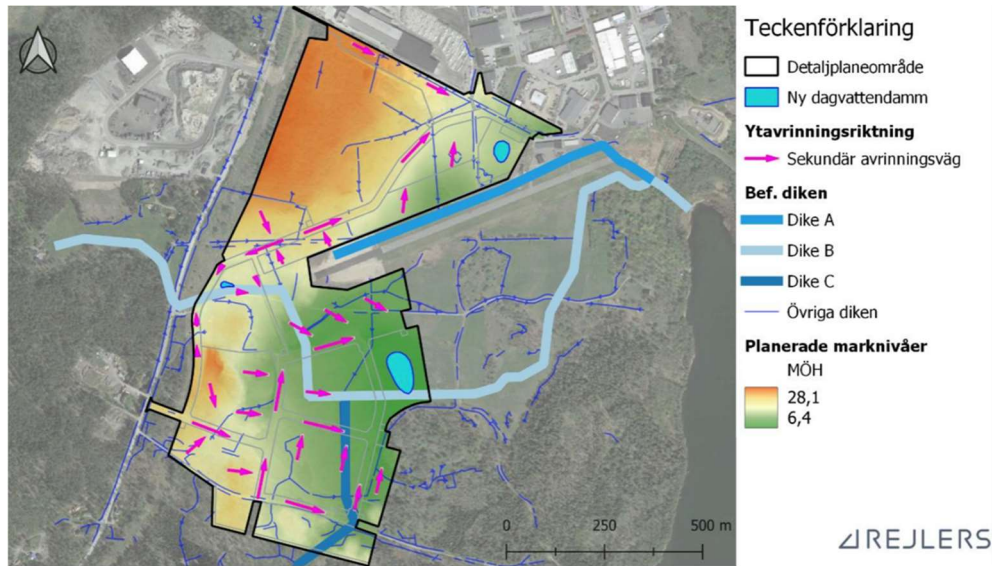 Teckenförklaring
Detaljplaneområde
Ny dagvattendamm
Ytavrinningsriktning
Sekundär avrinningsväg
Bef. diken
Dike A
Dike B
Dike C
Övriga diken
Planerade marknivåer
MÖH
28,1
6,4
0 250 500 m
REJLERS